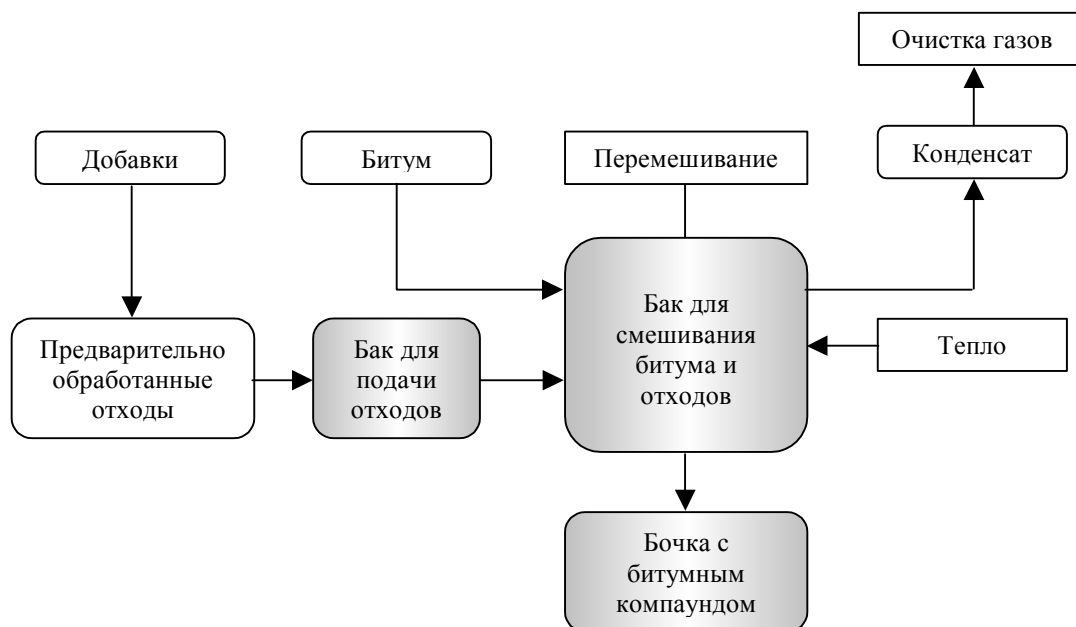 Очистка газов
Добавки
Битум
Перемешивание
Конденсат
Предварительно
обработанные
отходы
Бак для
подачи
отходов
Бак для
смешивания
битума и
отходов
Тепло
Бочка с
битумным
компаундом